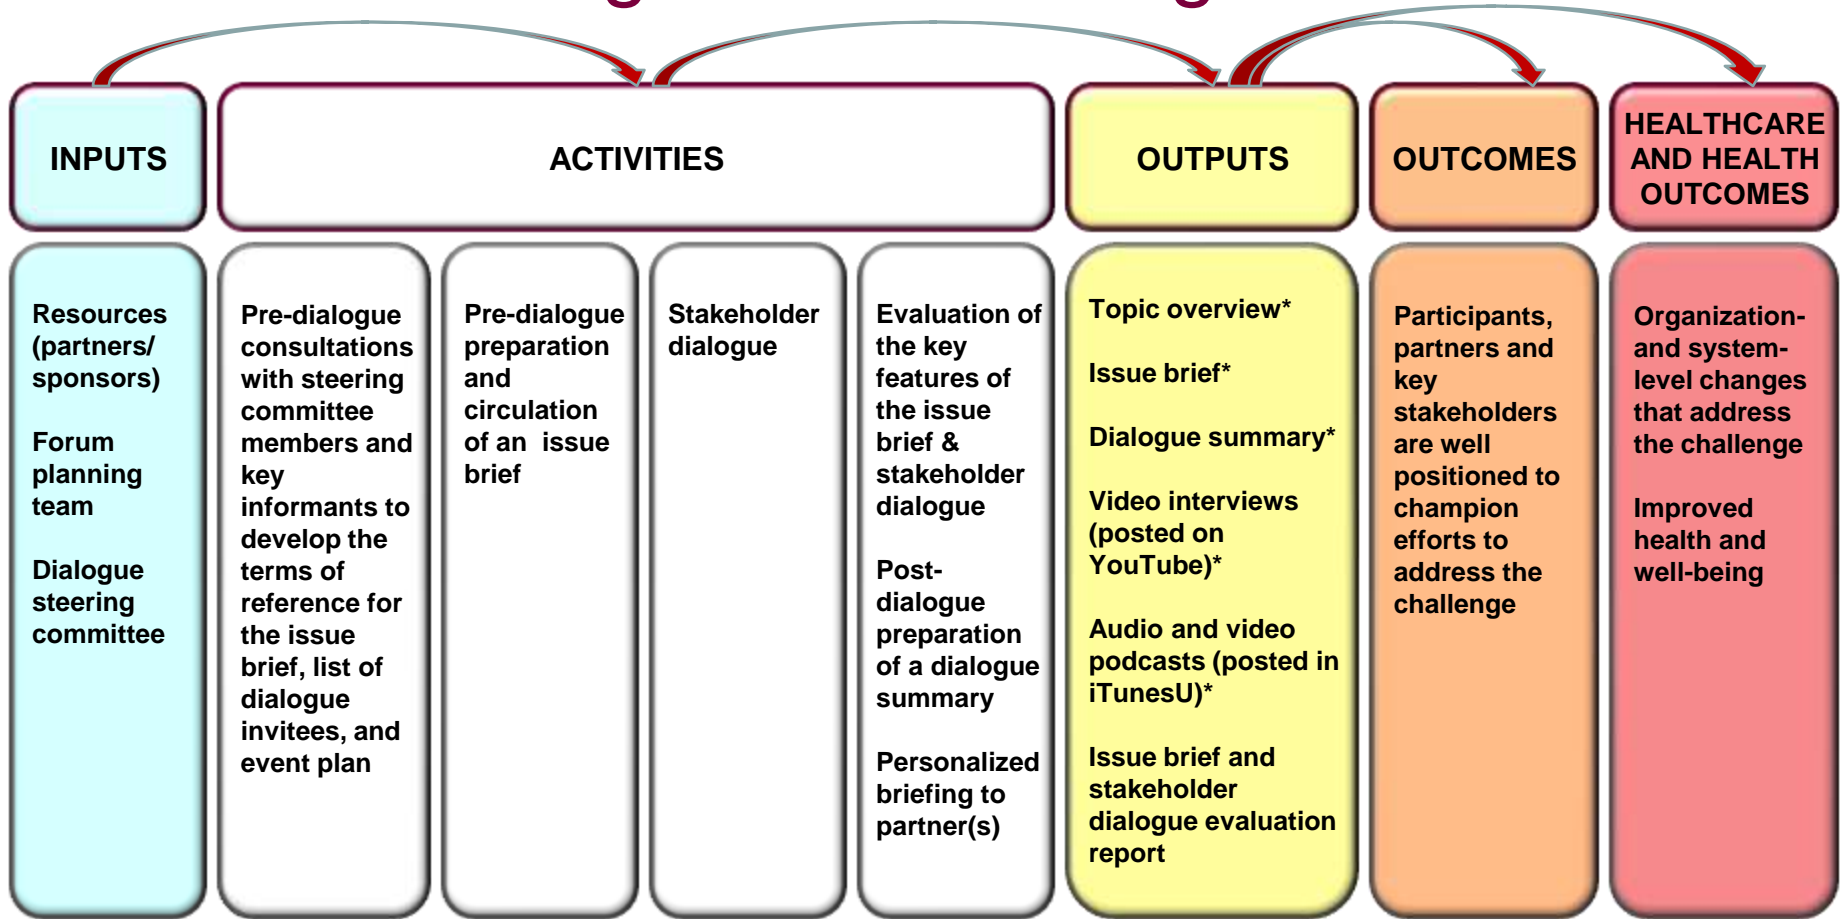 INPUTS
ACTIVITIES
OUTPUTS
OUTCOMES
HEALTHCARE
AND HEALTH
OUTCOMES
Resources
(partners/
sponsors)
Forum
planning
team
Dialogue
steering
committee
Pre-dialogue
consultations
with steering
committee
members and
key
informants to
develop the
terms of
reference for
the issue
brief, list of
dialogue
invitees, and
event plan
Pre-dialogue
preparation
and
circulation
of an issue
brief
Stakeholder
dialogue
Evaluation of
the key
features of
the issue
brief &
stakeholder
dialogue
Post-
dialogue
preparation
of a dialogue
summary
Personalized
briefing to
partner(s)
Topic overview*
Issue brief*
Dialogue summary*
Video interviews
(posted on
YouTube)*
Audio and video
podcasts (posted in
iTunesU)*
Issue brief and
stakeholder
dialogue evaluation
report
Participants,
partners and
key
stakeholders
are well
positioned to
champion
efforts to
address the
challenge
Organization-
and system-
level changes
that address
the challenge
Improved
health and
well-being